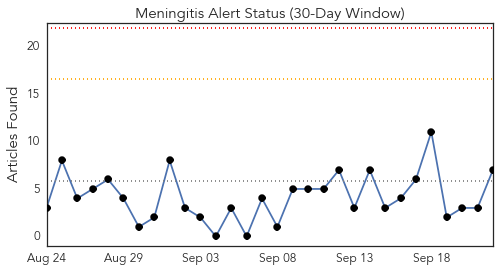 Meningitis Alert Status (30-Day Window)
Articles Found
20
15
10
5
0
Aug 24 Aug 29 Sep 03 Sep 08 Sep 13 Sep 18